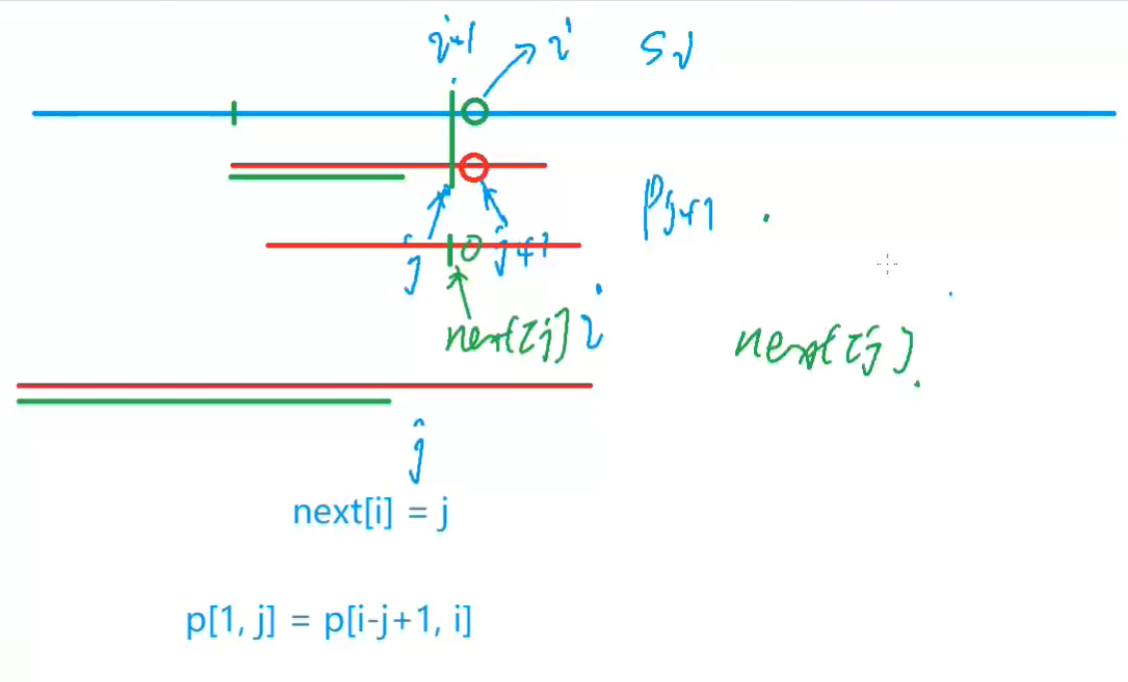 i-1
i
Si
Pj+1
j
j+1
next[j]
i
next[j]
j
next[i] = j
p[1, j] = p[i-j+1, i]